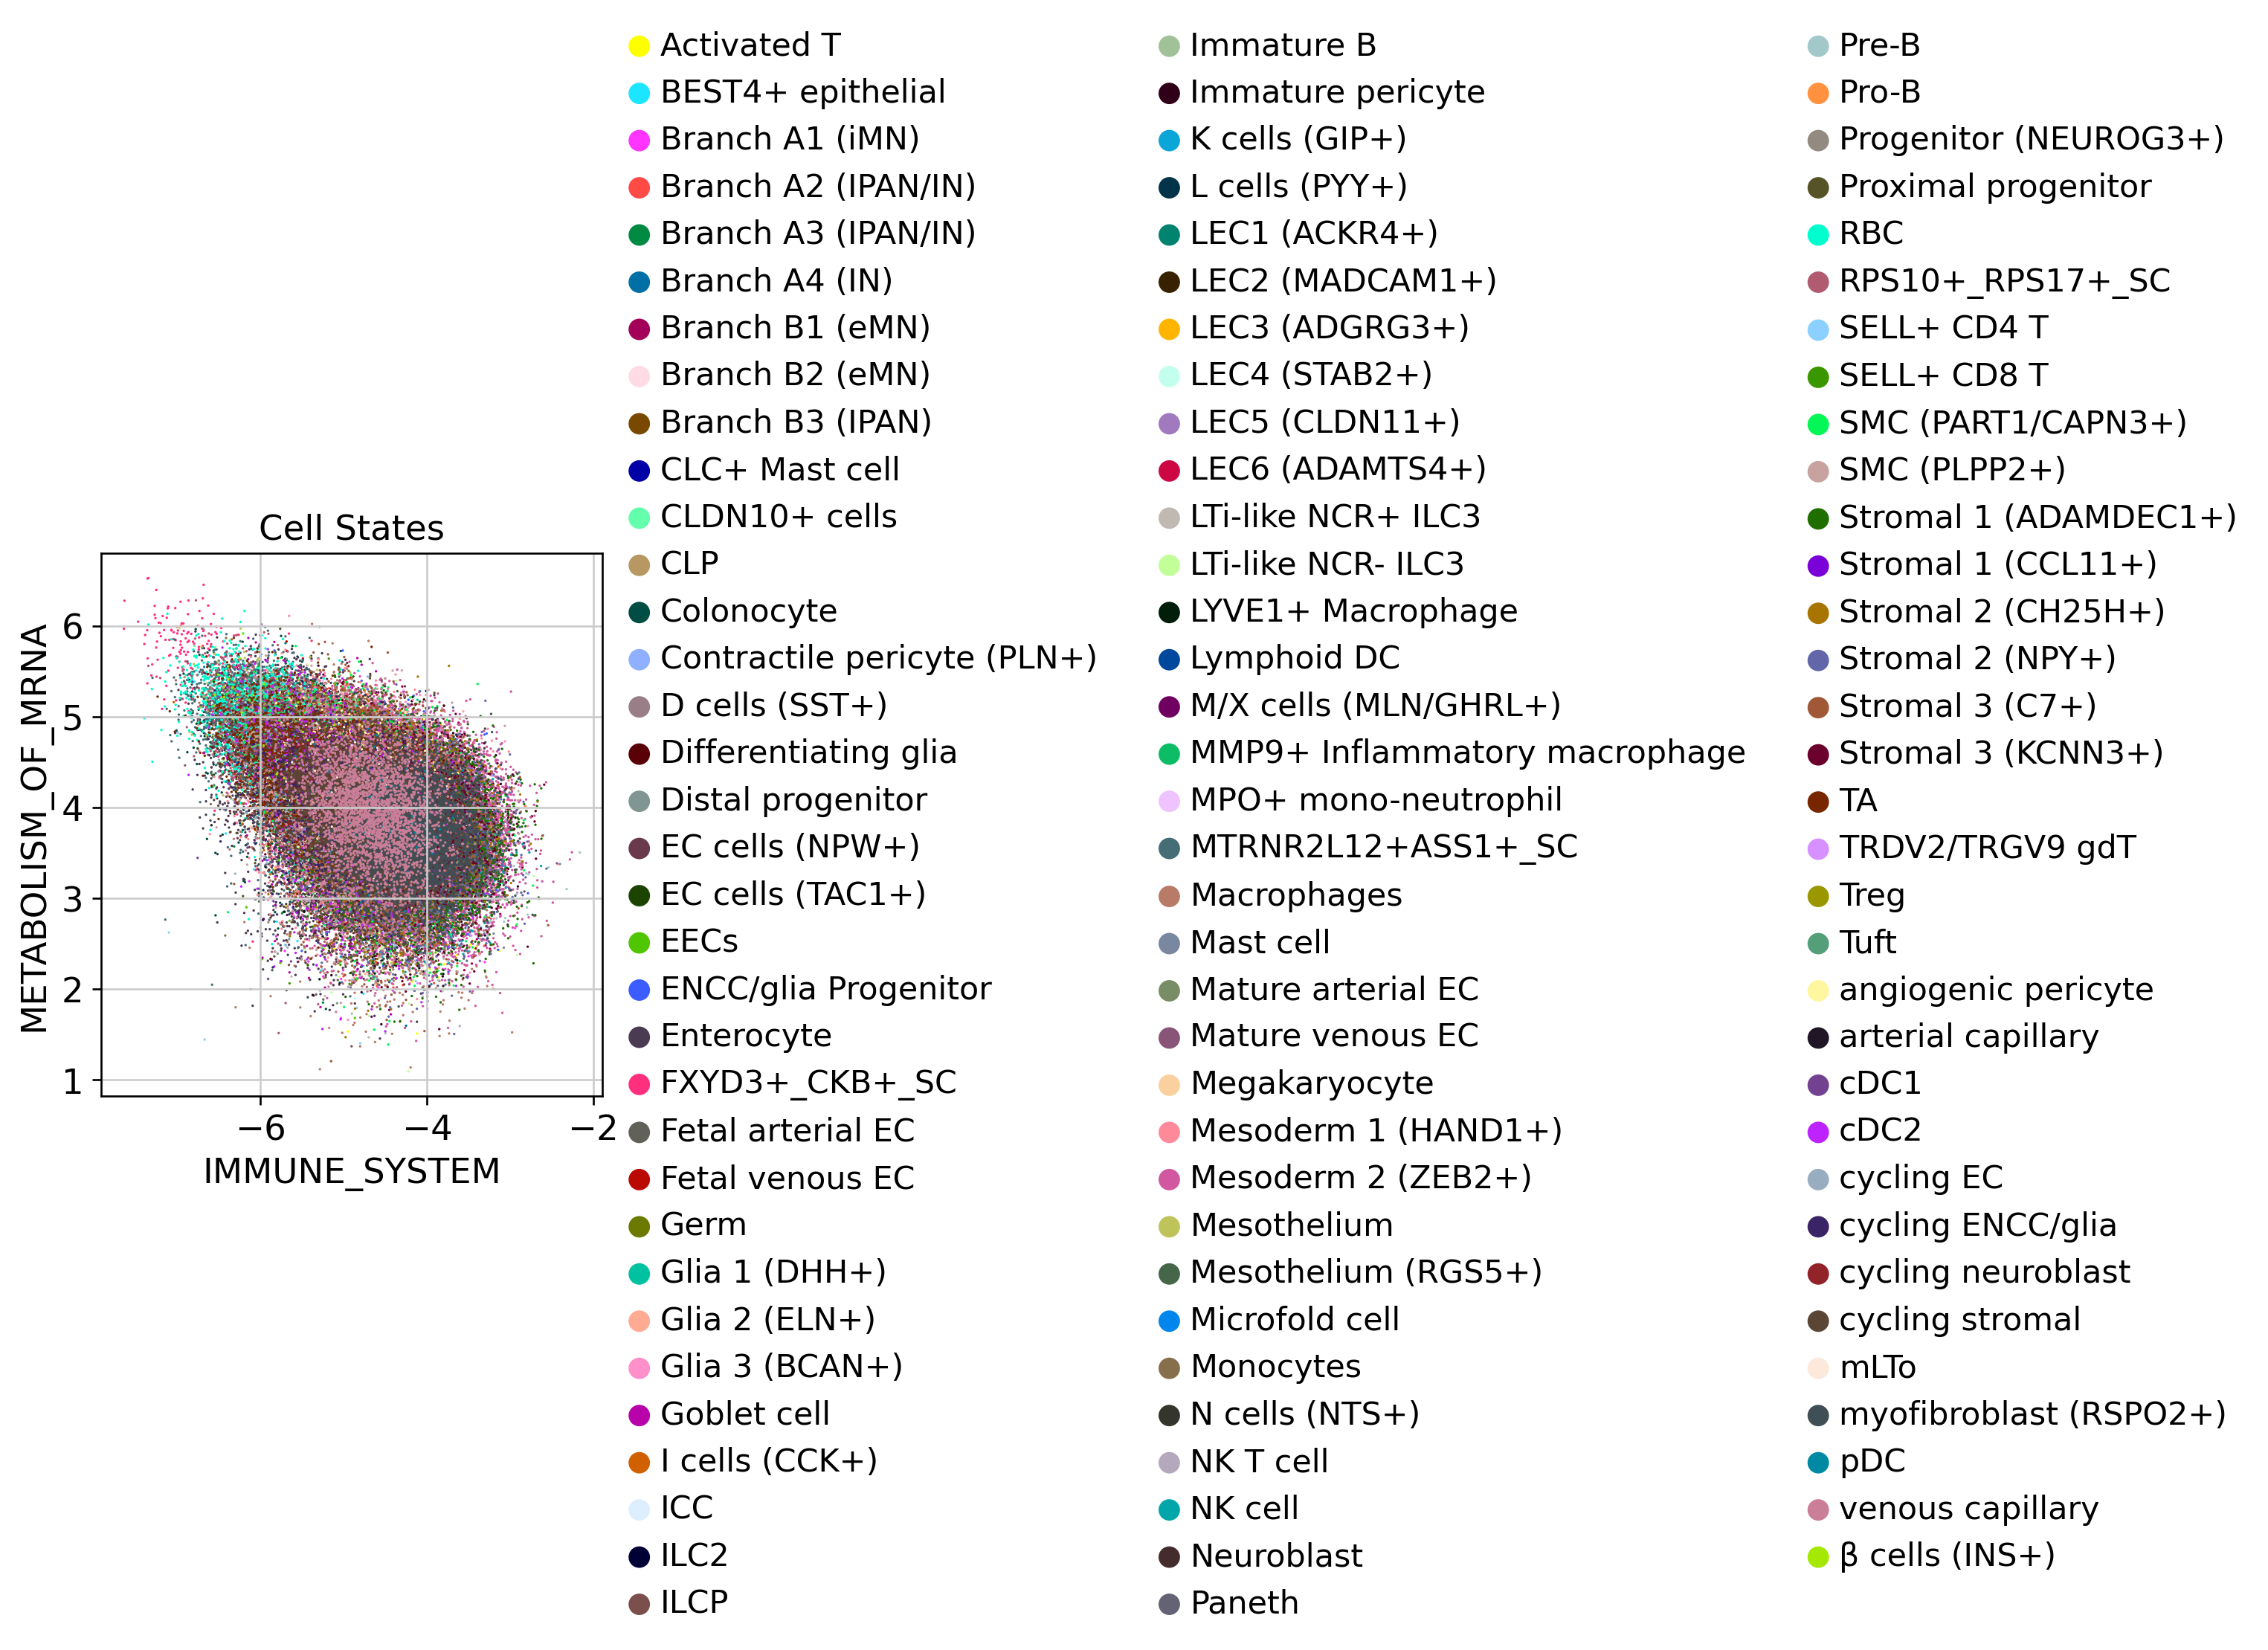 Cell States
METABOLISM_OF_MRNA
6
5
4
3
2
1
−6
−4
−2
IMMUNE_SYSTEM
Activated T
BEST4+ epithelial
Branch A1 (iMN)
Branch A2 (IPAN/IN)
Branch A3 (IPAN/IN)
Branch A4 (IN)
Branch B1 (eMN)
Branch B2 (eMN)
Branch B3 (IPAN)
CLC+ Mast cell
CLDN10+ cells
CLP
Colonocyte
Contractile pericyte (PLN+)
D cells (SST+)
Differentiating glia
Distal progenitor
EC cells (NPW+)
EC cells (TAC1+)
EECs
ENCC/glia Progenitor
Enterocyte
FXYD3+_CKB+_SC
Fetal arterial EC
Fetal venous EC
Germ
Glia 1 (DHH+)
Glia 2 (ELN+)
Glia 3 (BCAN+)
Goblet cell
I cells (CCK+)
ICC
ILC2
ILCP
Immature B
Immature pericyte
K cells (GIP+)
L cells (PYY+)
LEC1 (ACKR4+)
LEC2 (MADCAM1+)
LEC3 (ADGRG3+)
LEC4 (STAB2+)
LEC5 (CLDN11+)
LEC6 (ADAMTS4+)
LTi-like NCR+ ILC3
LTi-like NCR- ILC3
LYVE1+ Macrophage
Lymphoid DC
M/X cells (MLN/GHRL+)
MMP9+ Inflammatory macrophage
MPO+ mono-neutrophil
MTRNR2L12+ASS1+_SC
Macrophages
Mast cell
Mature arterial EC
Mature venous EC
Megakaryocyte
Mesoderm 1 (HAND1+)
Mesoderm 2 (ZEB2+)
Mesothelium
Mesothelium (RGS5+)
Microfold cell
Monocytes
N cells (NTS+)
NK T cell
NK cell
Neuroblast
Paneth
Pre-B
Pro-B
Progenitor (NEUROG3+)
Proximal progenitor
RBC
RPS10+_RPS17+_SC
SELL+ CD4 T
SELL+ CD8 T
SMC (PART1/CAPN3+)
SMC (PLPP2+)
Stromal 1 (ADAMDEC1+)
Stromal 1 (CCL11+)
Stromal 2 (CH25H+)
Stromal 2 (NPY+)
Stromal 3 (C7+)
Stromal 3 (KCNN3+)
TA
TRDV2/TRGV9 gdT
Treg
Tuft
angiogenic pericyte
arterial capillary
cDC1
cDC2
cycling EC
cycling ENCC/glia
cycling neuroblast
cycling stromal
mLTo
myofibroblast (RSPO2+)
pDC
venous capillary
β cells (INS+)